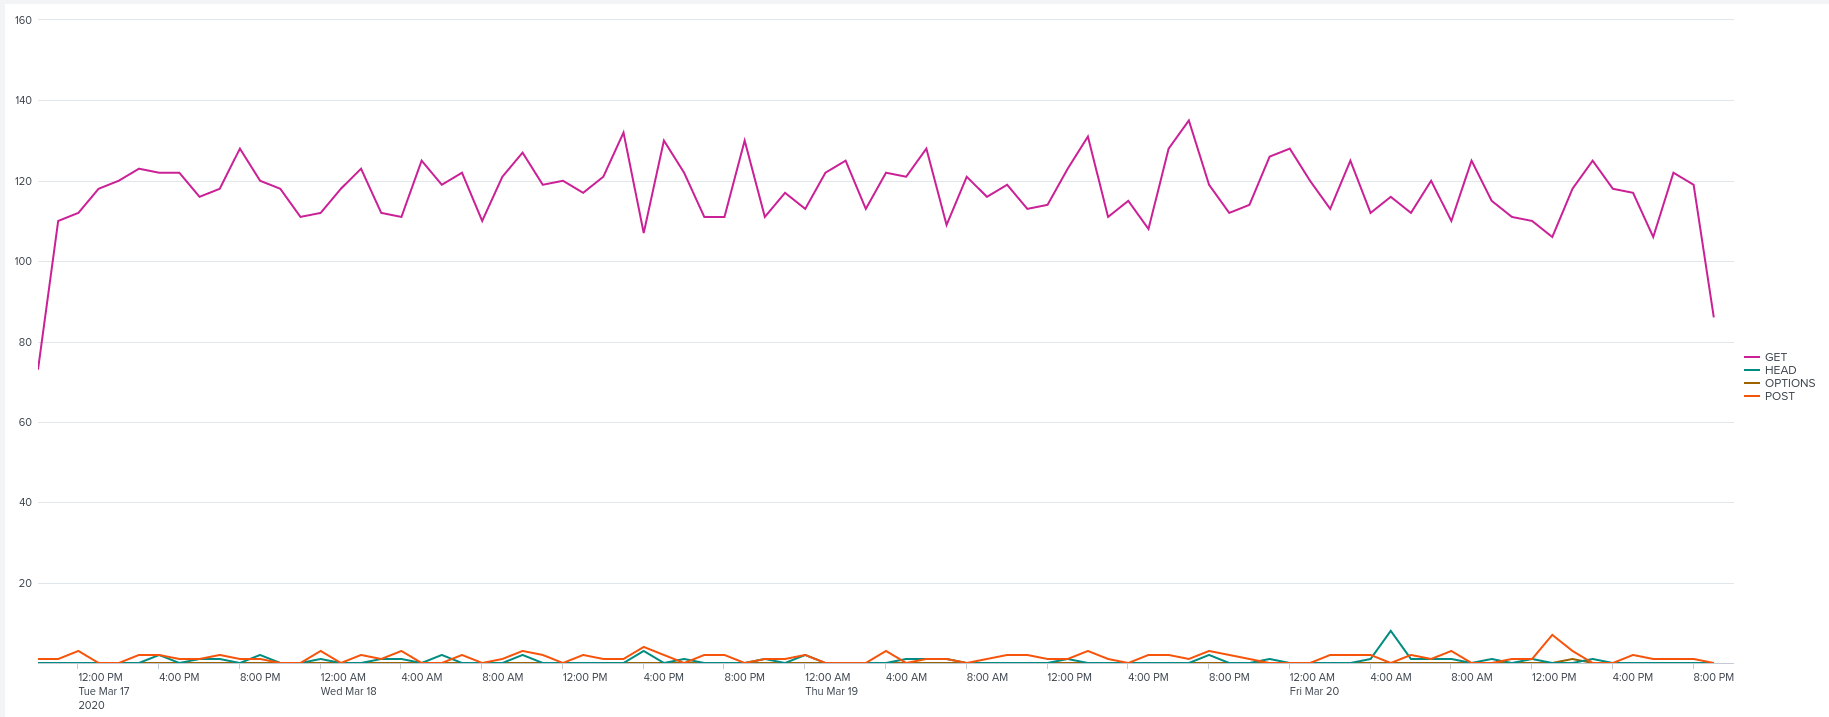 160
140
120
100
80
60
40
20
GET
HEAD
OPTIONS
POST
12:00 PM 4:00 PM 8:00 PM 12:00 AM 4:00 AM 8:00 AM 12:00 PM 4:00 PM 8:00 PM 12:00 AM 4:00 AM 8:00 AM 12:00 PM 4:00 PM 8:00 PM 12:00 AM 4:00 AM 8:00 AM 12:00 PM 4:00 PM 8:00 PM
Tue Mar 17 Wed Mar 18 Thu Mar 19 Fri Mar 20
2020